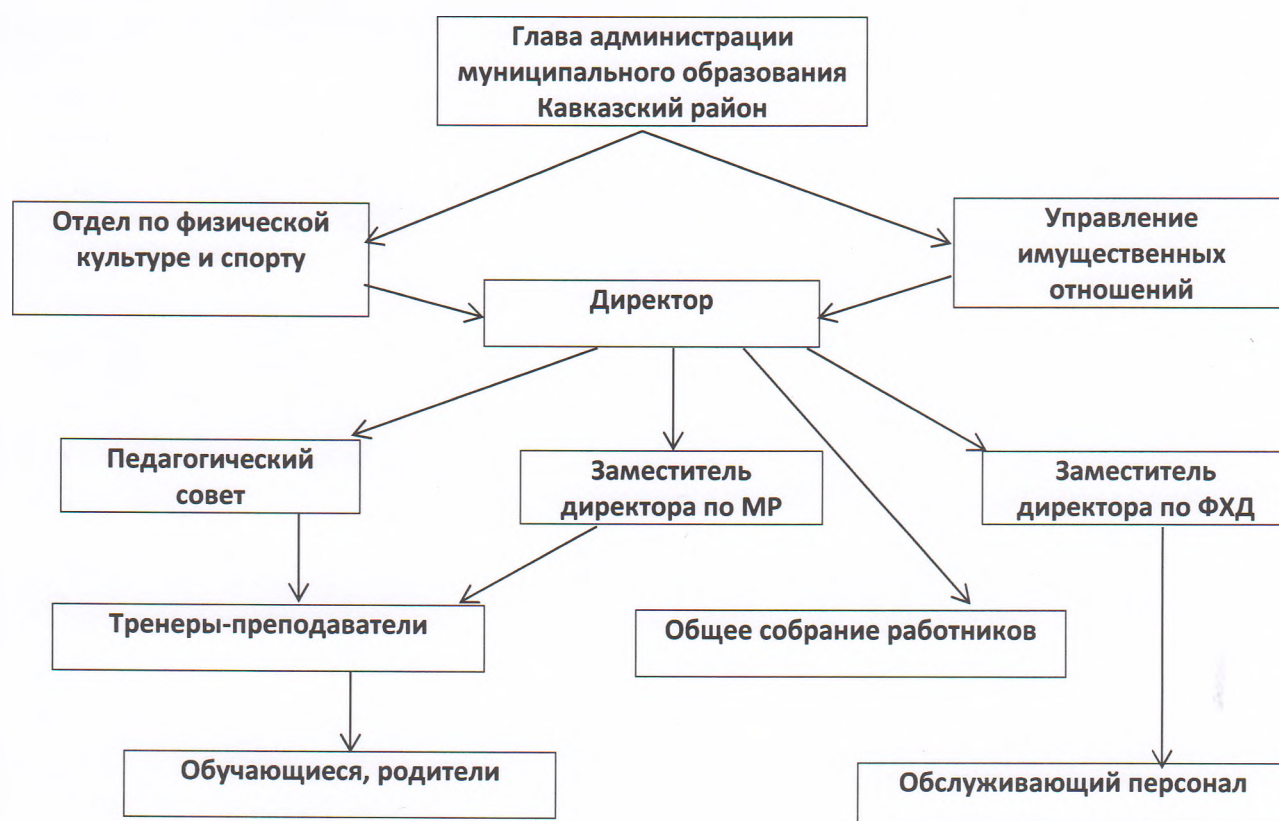 Глава администрации
муниципального образования
Кавказский район
Отдел по физической
культуре и спорту
Управление
имущественных
отношений
Директор
Педагогический
совет
Заместитель
директора по МР
Заместитель
директора по ФХД
Тренеры-преподаватели
Общее собрание работников
Обучающиеся, родители
Обслуживающий персонал